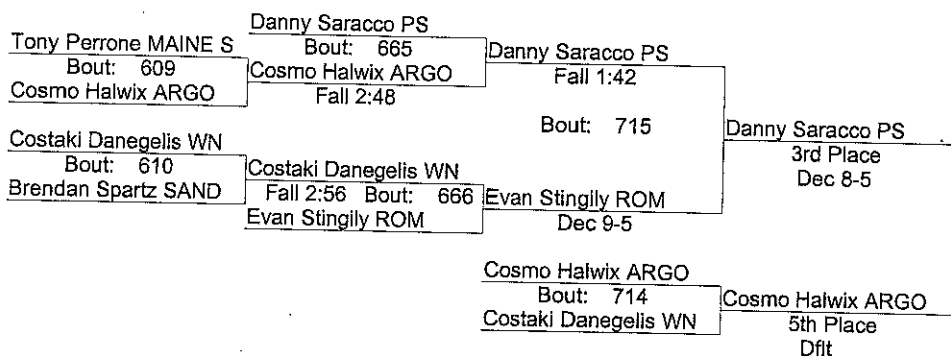 Danny Saracco PS
Tony Perrone MAINE S
Bout: 665
Danny Saracco PS
Bout: 609
Cosmo Halwix ARGO
Fall 1:42
Cosmo Halwix ARGO
Fall 2:48
Bout: 715
Danny Saracco PS
Costaki Danegelis WN
3rd Place
Bout: 610
Costaki Danegelis WN
Dec 8-5
Brendan Spartz SAND
Fall 2:56 Bout: 666
Evan Stingily ROM
Evan Stingily ROM
Dec 9-5
Cosmo Halwix ARGO
Bout: 714
Cosmo Halwix ARGO
Costaki Danegelis WN
5th Place
Dflt